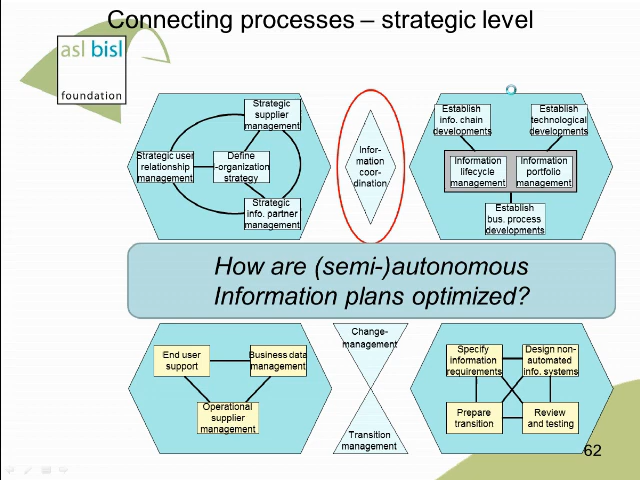 Connecting processes – strategic level
asl bisl
foundation
Strategic
supplier
management
Strategic user
relationship
management
Define
I-organization
strategy
Strategic
info. partner
management
Infor-
mation
coor-
dination
Establish
info. chain
developments
Establish
technological
developments
Information
lifecycle
management
Information
portfolio
management
Establish
bus. process
developments
How are (semi-)autonomous
Information plans optimized?
End user
support
Business data
management
Operational
supplier
management
Change-
management
Transition
management
Specify
information
requirements
Design non-
automated
info. systems
Prepare
transition
Review
and testing
62